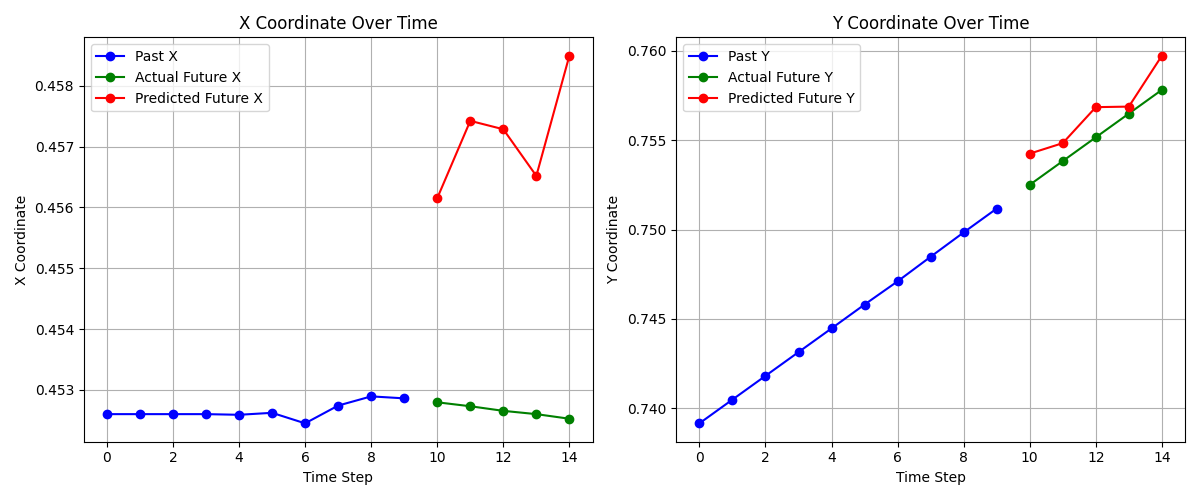 X Coordinate Over Time
Past X
Actual Future X
Predicted Future X
0.458
0.457
0.456
0.455
0.454
0.453
X Coordinate
0 2 4 6 8 10 12 14
Time Step
Y Coordinate Over Time
Past Y
Actual Future Y
Predicted Future Y
0.760
0.755
0.750
0.745
0.740
Y Coordinate
0 2 4 6 8 10 12 14
Time Step